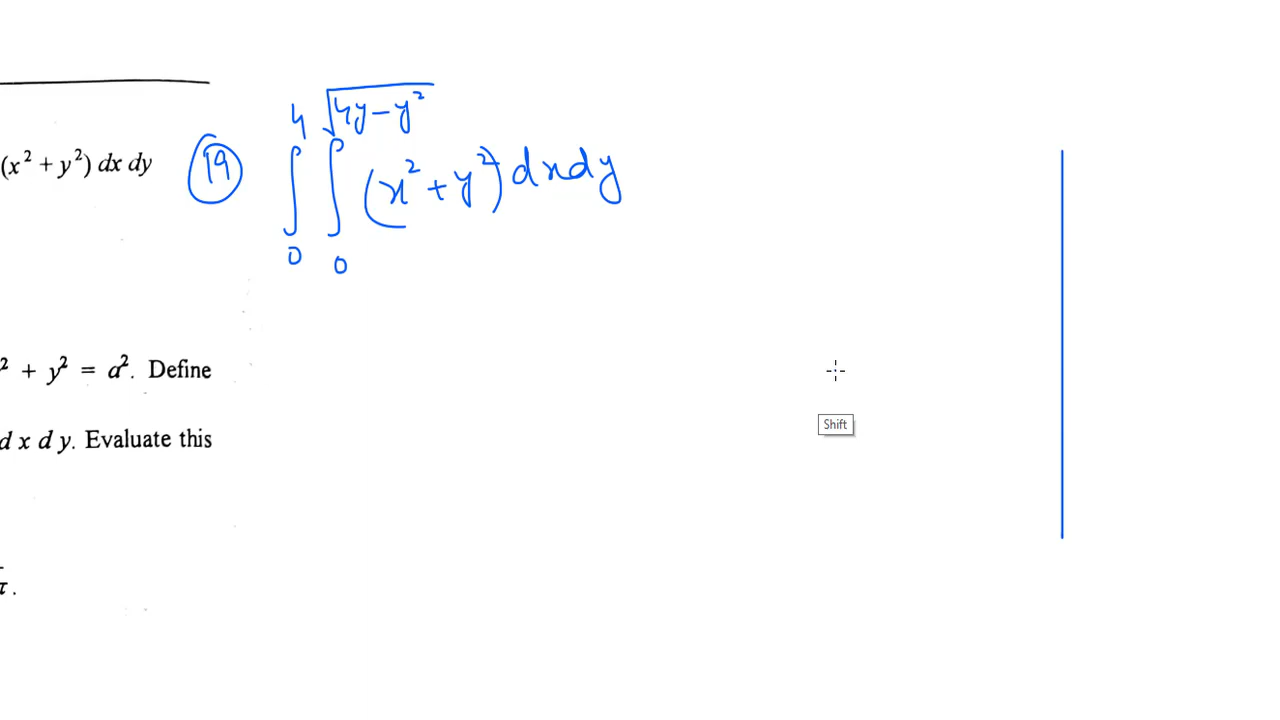 (x² + y²) dx dy
(19) ∫₀⁴ ∫₀^√(4y−y²) (x² + y²) dx dy
² + y² = a². Define
d x d y. Evaluate this
Shift